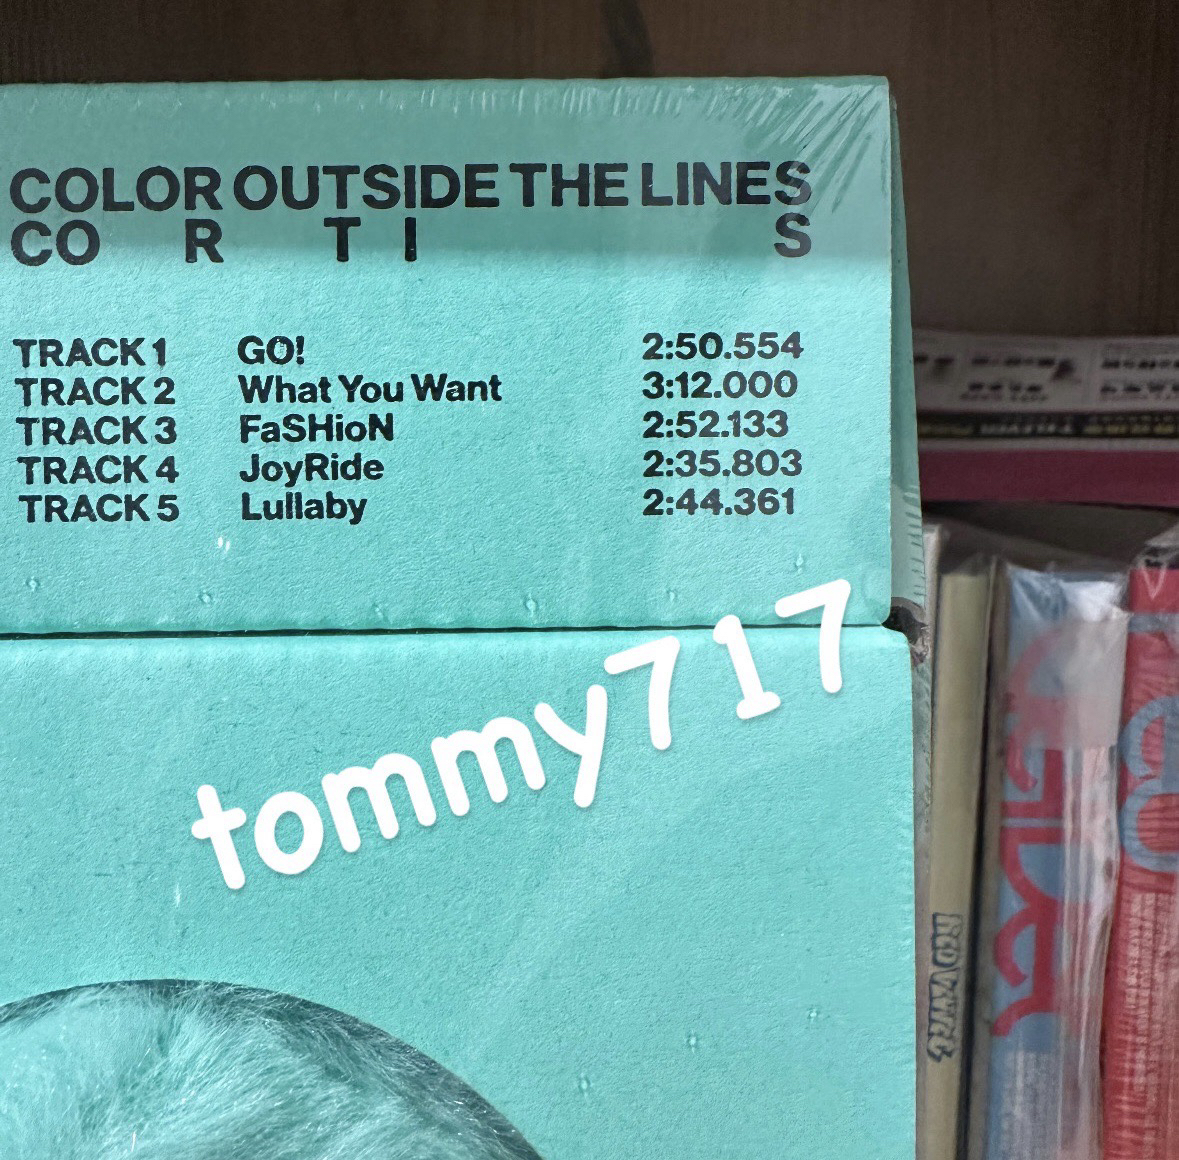 COLOR OUTSIDE THE LINES
CO R T I S
TRACK 1 GO! 2:50.554
TRACK 2 What You Want 3:12.000
TRACK 3 FaSHioN 2:52.133
TRACK 4 JoyRide 2:35.803
TRACK 5 Lullaby 2:44.361
tommy717
RED VELVET